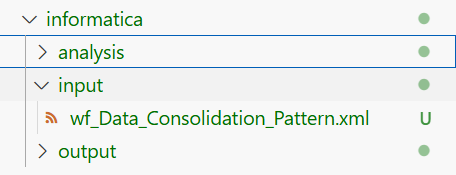 informatica
analysis
input
wf_Data_Consolidation_Pattern.xml U
output